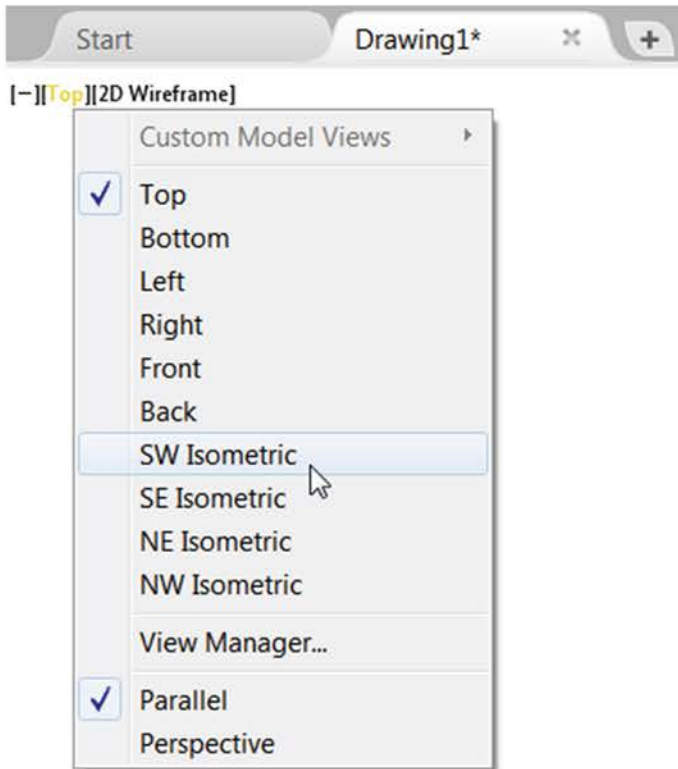 Start Drawing1*
[−][Top][2D Wireframe]
Custom Model Views
Top
Bottom
Left
Right
Front
Back
SW Isometric
SE Isometric
NE Isometric
NW Isometric
View Manager...
Parallel
Perspective